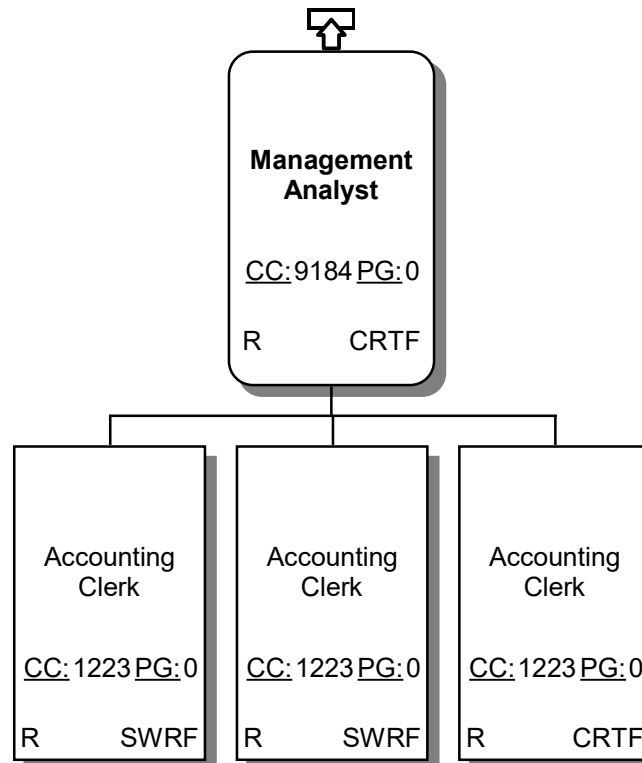 Management
Analyst
CC: 9184 PG: 0
R CRTF
Accounting
Clerk
CC: 1223 PG: 0
R SWRF
Accounting
Clerk
CC: 1223 PG: 0
R SWRF
Accounting
Clerk
CC: 1223 PG: 0
R CRTF